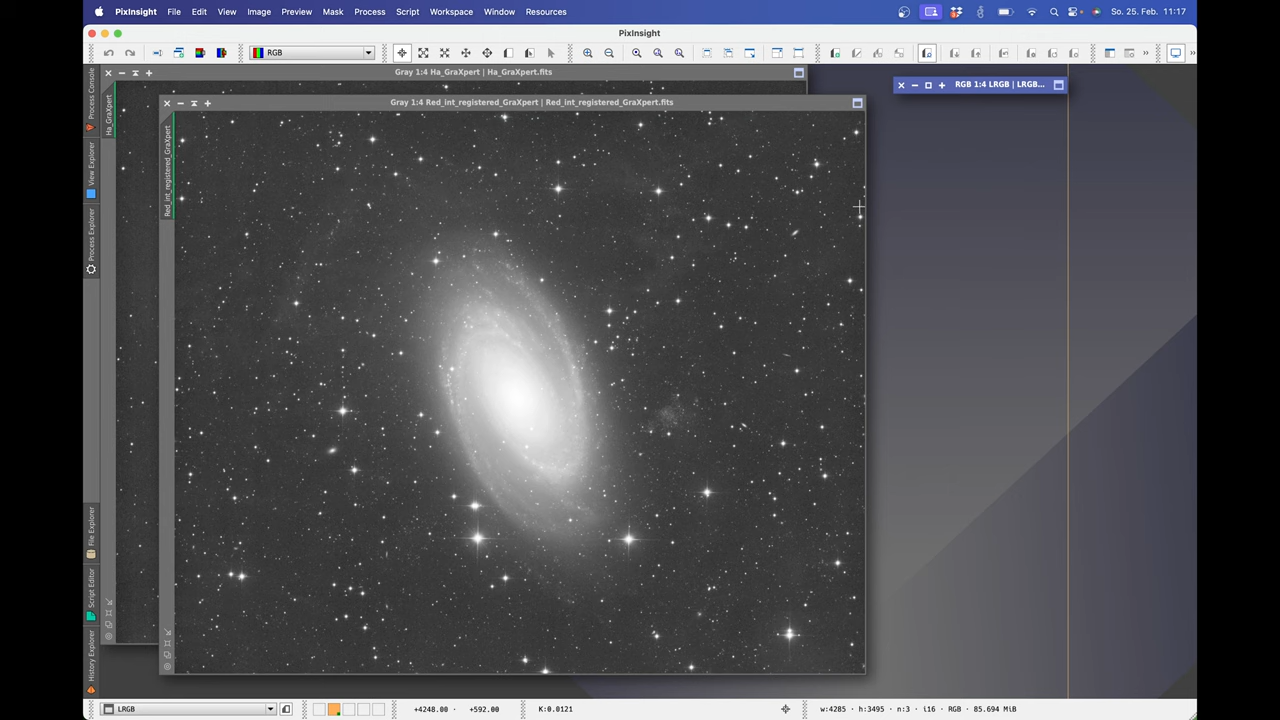 PixInsight File Edit View Image Preview Mask Process Script Workspace Window Resources So. 25. Feb. 11:17
PixInsight
RGB
Gray 1:4 Ha_GraXpert | Ha_GraXpert.fits
RGB 1:4 LRGB | LRGB...
Gray 1:4 Red_int_registered_GraXpert | Red_int_registered_GraXpert.fits
Process Console
Ha_GraXpert
Red_int_registered_GraXpert
View Explorer
Process Explorer
File Explorer
Script Editor
History Explorer
LRGB +4248.00 +592.00 K:0.0121 w:4285 · h:3495 · n:3 · i16 · RGB · 85.694 MiB